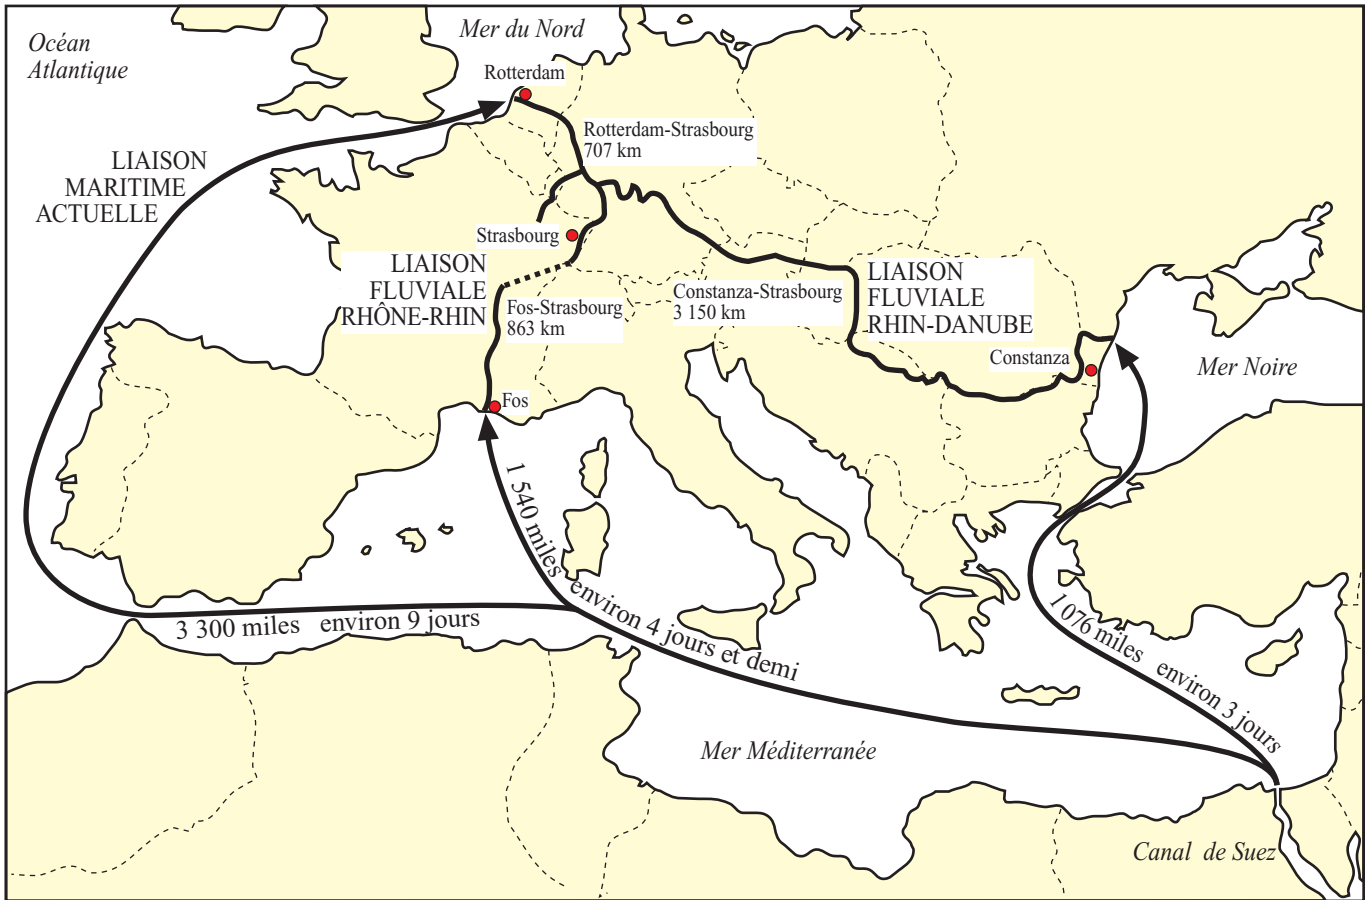 Océan
Atlantique
Mer du Nord
Rotterdam
Rotterdam-Strasbourg
707 km
LIAISON
MARITIME
ACTUELLE
Strasbourg
LIAISON
FLUVIALE
RHÔNE-RHIN
Fos-Strasbourg
863 km
Constanza-Strasbourg
3 150 km
LIAISON
FLUVIALE
RHIN-DANUBE
Constanza
Mer Noire
Fos
1 540 miles environ 4 jours et demi
3 300 miles environ 9 jours
1 076 miles environ 3 jours
Mer Méditerranée
Canal de Suez